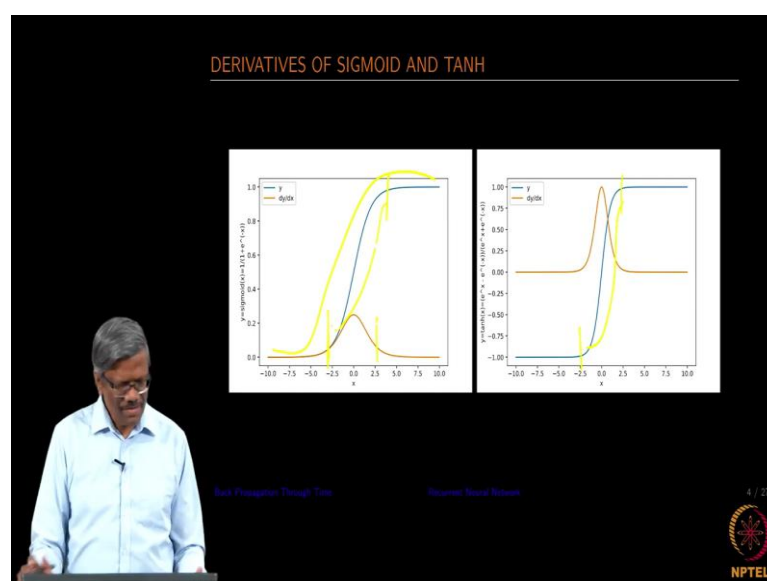 DERIVATIVES OF SIGMOID AND TANH
y=sigmoid(x)=1/(1+e^(-x))
1.0
0.8
0.6
0.4
0.2
0.0
y
dy/dx
-10.0 -7.5 -5.0 -2.5 0.0 2.5 5.0 7.5 10.0
x
y=tanh(x)=(e^x - e^(-x))/(e^x+e^(-x))
1.00
0.75
0.50
0.25
0.00
-0.25
-0.50
-0.75
-1.00
y
dy/dx
-10.0 -7.5 -5.0 -2.5 0.0 2.5 5.0 7.5 10.0
x
Back Propagation Through Time
Recurrent Neural Network
4 / 27
NPTEL